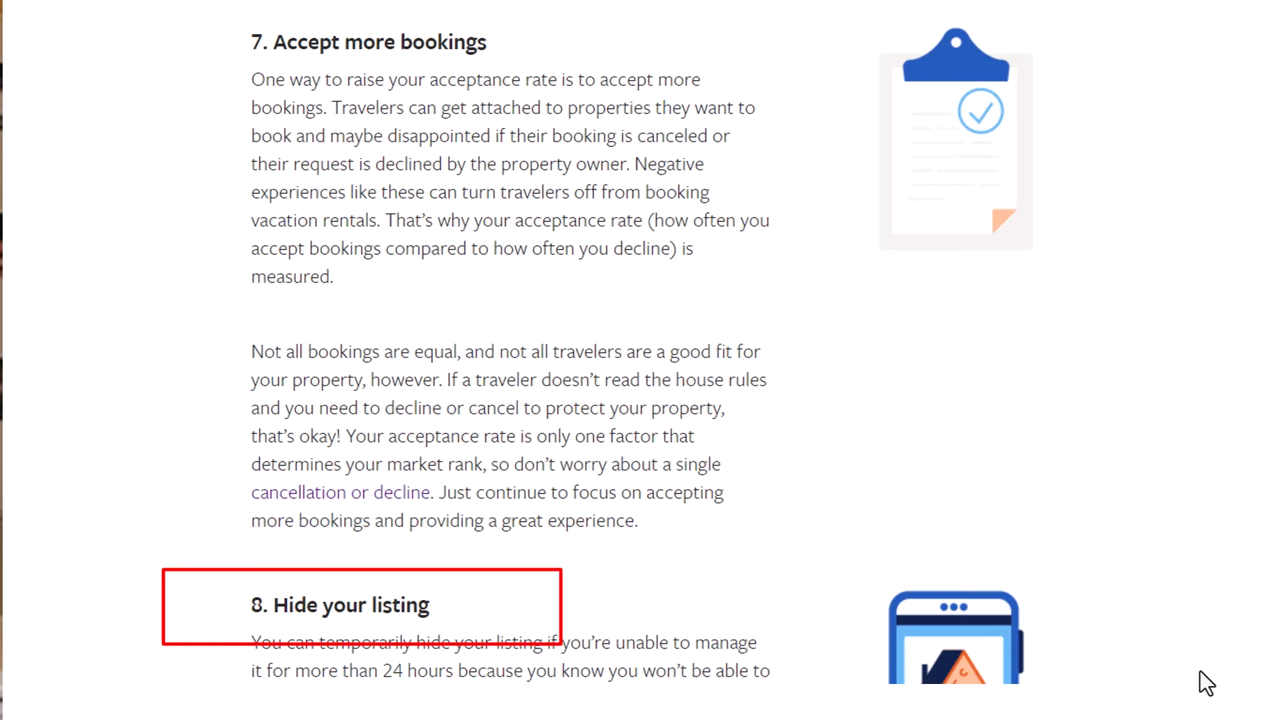 7. Accept more bookings
One way to raise your acceptance rate is to accept more
bookings. Travelers can get attached to properties they want to
book and maybe disappointed if their booking is canceled or
their request is declined by the property owner. Negative
experiences like these can turn travelers off from booking
vacation rentals. That's why your acceptance rate (how often you
accept bookings compared to how often you decline) is
measured.
Not all bookings are equal, and not all travelers are a good fit for
your property, however. If a traveler doesn't read the house rules
and you need to decline or cancel to protect your property,
that's okay! Your acceptance rate is only one factor that
determines your market rank, so don't worry about a single
cancellation or decline. Just continue to focus on accepting
more bookings and providing a great experience.
8. Hide your listing
You can temporarily hide your listing if you're unable to manage
it for more than 24 hours because you know you won't be able to